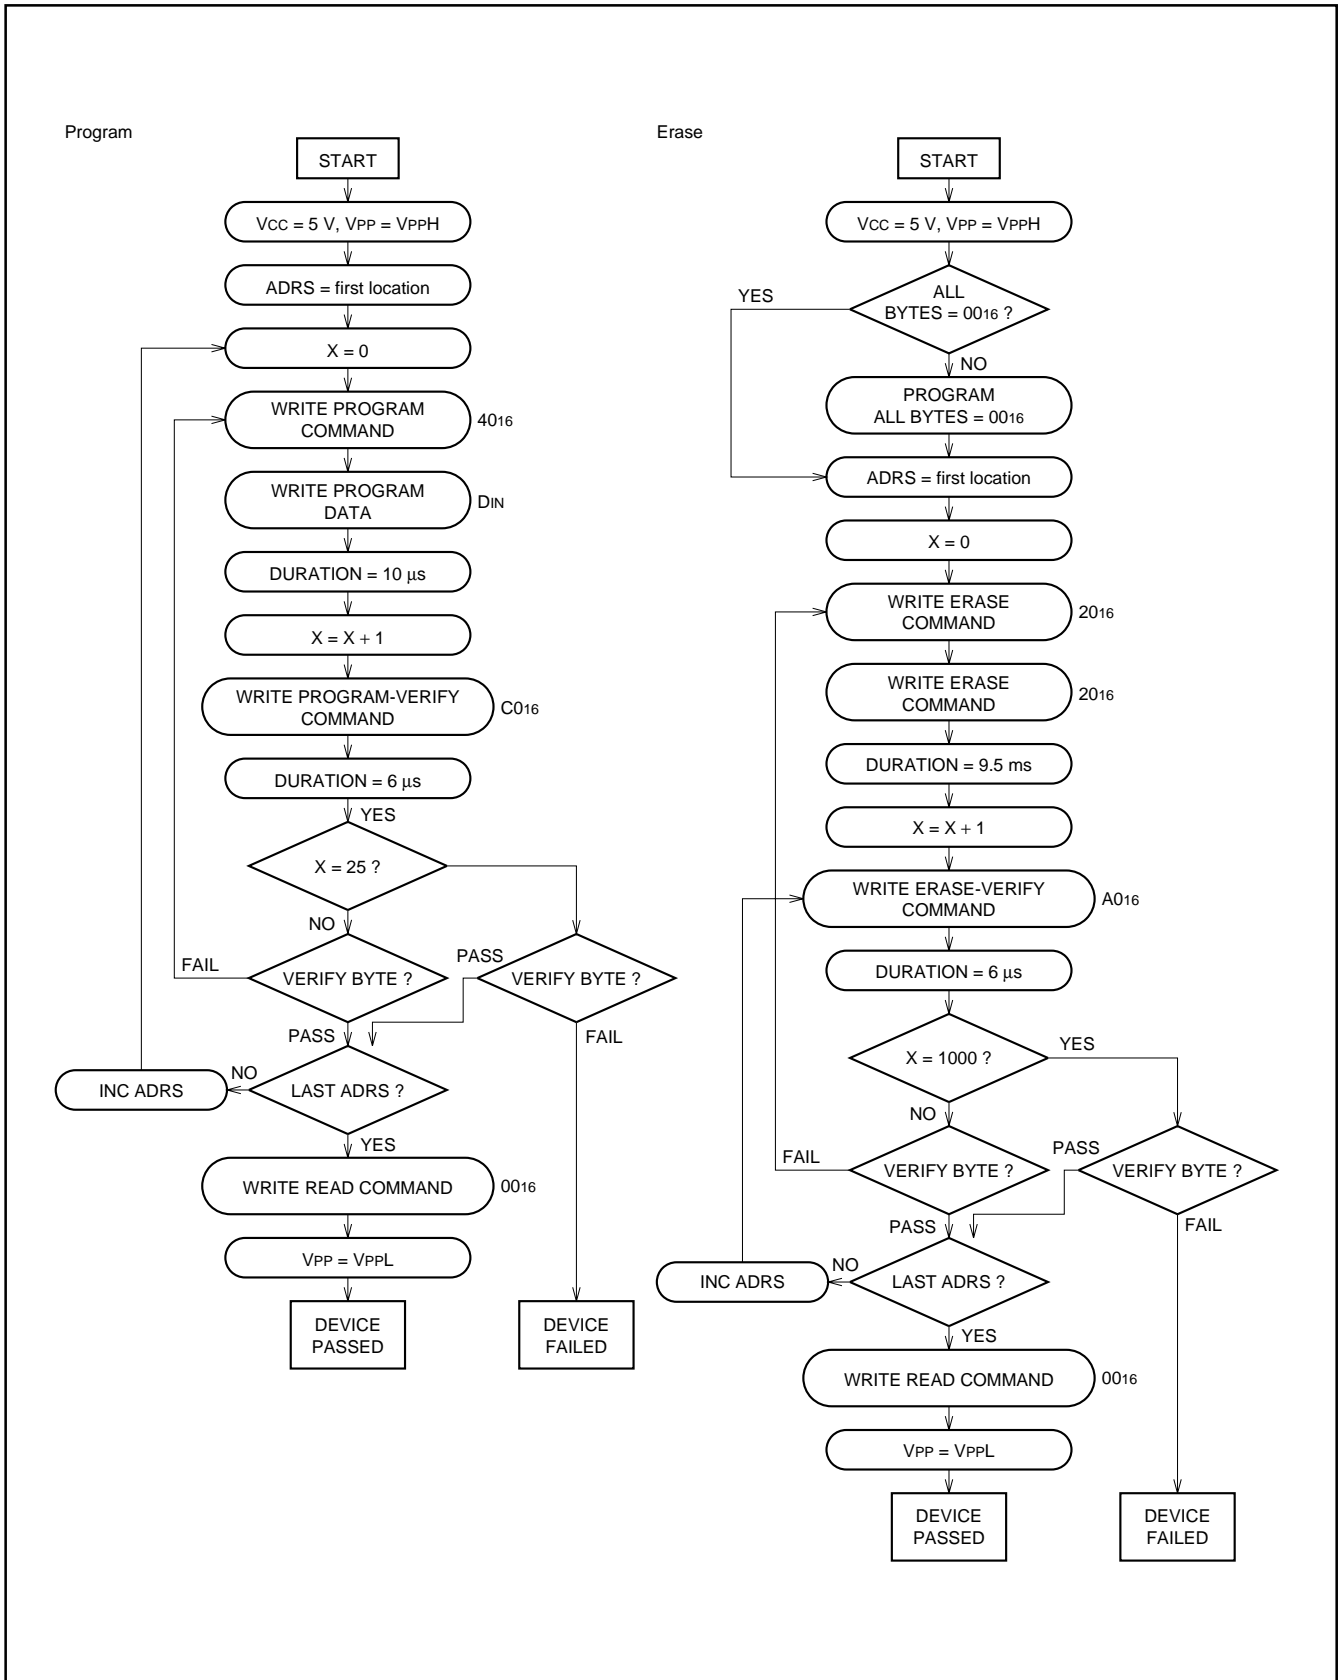 Program
START
VCC = 5 V, VPP = VPPH
ADRS = first location
X = 0
WRITE PROGRAM
COMMAND
4016
WRITE PROGRAM
DATA
DIN
DURATION = 10 µs
X = X + 1
WRITE PROGRAM-VERIFY
COMMAND
C016
DURATION = 6 µs
YES
X = 25 ?
NO
FAIL
VERIFY BYTE ?
PASS
VERIFY BYTE ?
PASS
FAIL
INC ADRS
NO
LAST ADRS ?
YES
WRITE READ COMMAND
0016
VPP = VPPL
DEVICE
PASSED
DEVICE
FAILED
Erase
START
VCC = 5 V, VPP = VPPH
YES
ALL
BYTES = 0016 ?
NO
PROGRAM
ALL BYTES = 0016
ADRS = first location
X = 0
WRITE ERASE
COMMAND
2016
WRITE ERASE
COMMAND
2016
DURATION = 9.5 ms
X = X + 1
WRITE ERASE-VERIFY
COMMAND
A016
DURATION = 6 µs
X = 1000 ?
YES
NO
FAIL
VERIFY BYTE ?
PASS
VERIFY BYTE ?
PASS
FAIL
INC ADRS
NO
LAST ADRS ?
YES
WRITE READ COMMAND
0016
VPP = VPPL
DEVICE
PASSED
DEVICE
FAILED